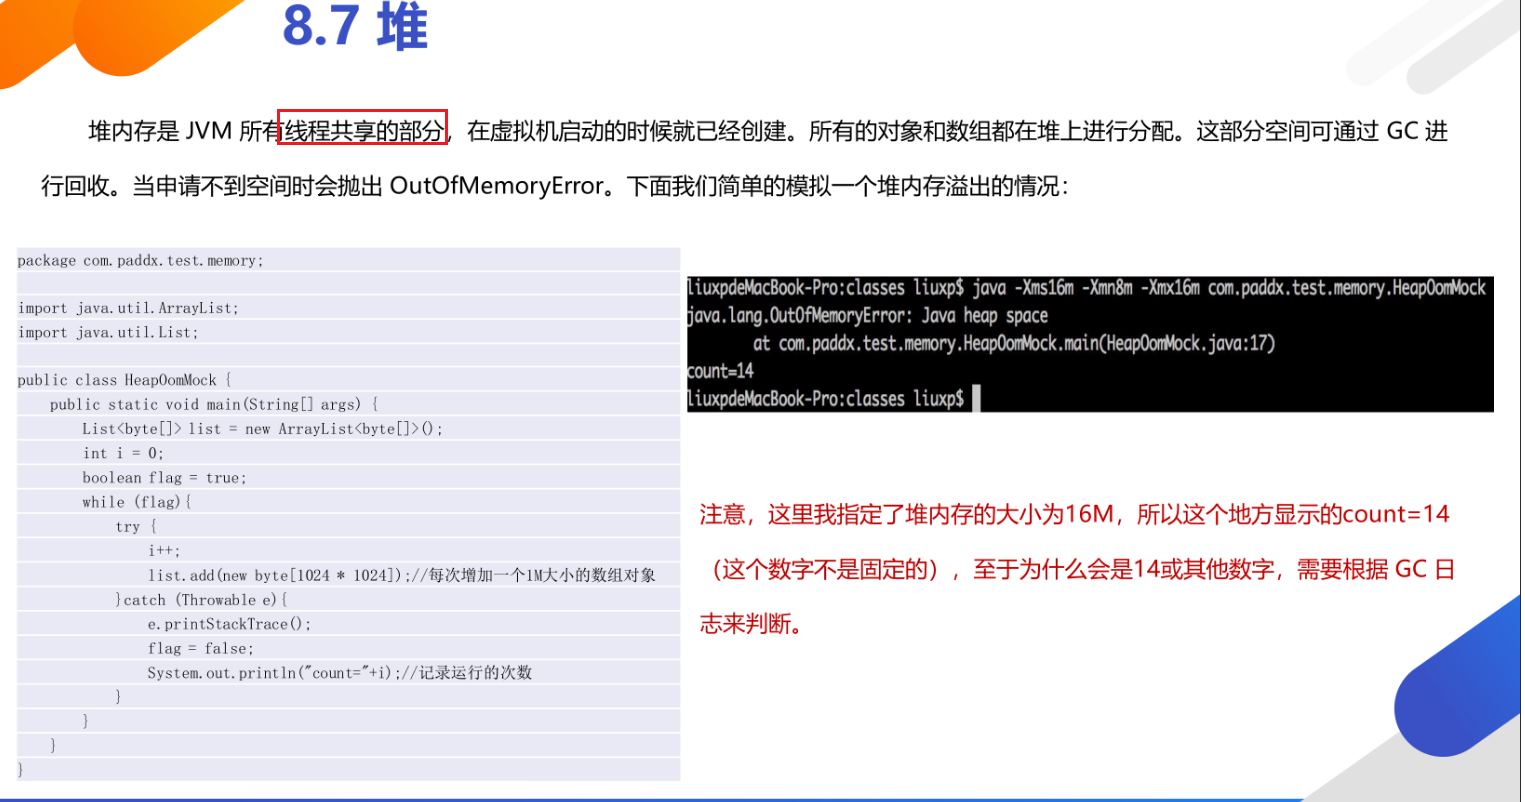 8.7 堆
堆内存是 JVM 所有线程共享的部分，在虚拟机启动的时候就已经创建。所有的对象和数组都在堆上进行分配。这部分空间可通过 GC 进
行回收。当申请不到空间时会抛出 OutOfMemoryError。下面我们简单的模拟一个堆内存溢出的情况：
package com.paddx.test.memory;
import java.util.ArrayList;
import java.util.List;
public class HeapOomMock {
public static void main(String[] args) {
List<byte[]> list = new ArrayList<byte[]>();
int i = 0;
boolean flag = true;
while (flag){
try {
i++;
list.add(new byte[1024 * 1024]);//每次增加一个1M大小的数组对象
}catch (Throwable e){
e.printStackTrace();
flag = false;
System.out.println("count="+i);//记录运行的次数
}
}
}
}
liuxpdeMacBook-Pro:classes liuxp$ java -Xms16m -Xmn8m -Xmx16m com.paddx.test.memory.HeapOomMock
java.lang.OutOfMemoryError: Java heap space
at com.paddx.test.memory.HeapOomMock.main(HeapOomMock.java:17)
count=14
liuxpdeMacBook-Pro:classes liuxp$
注意，这里我指定了堆内存的大小为16M，所以这个地方显示的count=14
（这个数字不是固定的），至于为什么会是14或其他数字，需要根据 GC 日
志来判断。